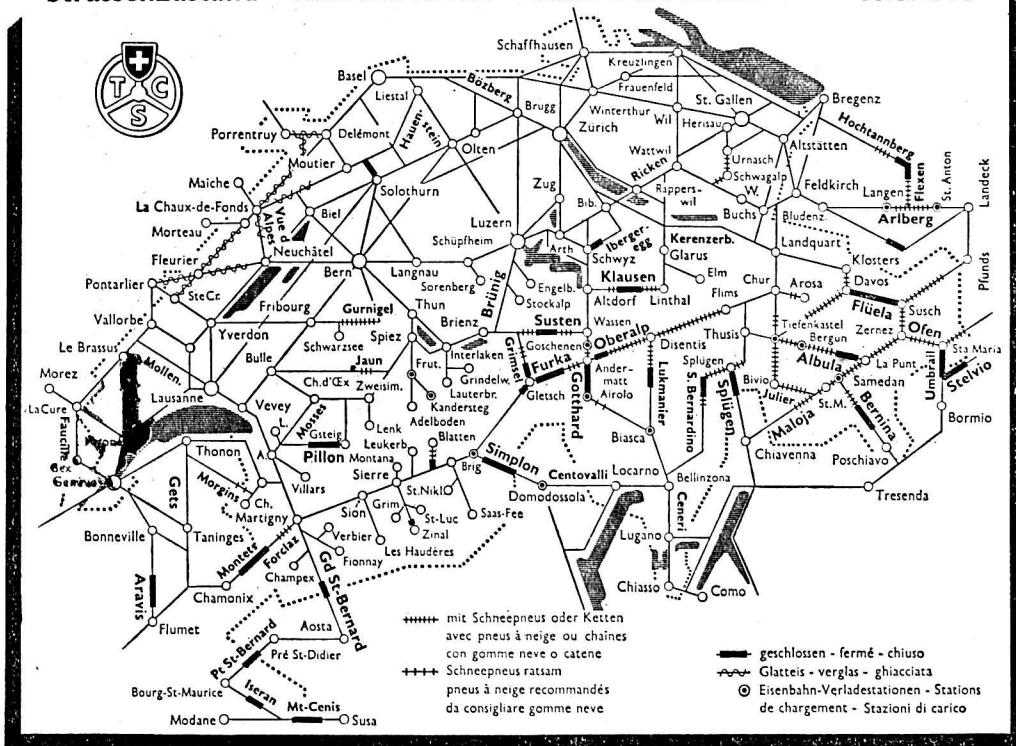 TCS
Schaffhausen
Kreuzlingen
Frauenfeld
Basel
Liestal
Bözberg
Brugg
Winterthur
Wil
St. Gallen
Herisau
Bregenz
Hochtannberg
Porrentruy
Delémont
Hauenstein
Olten
Zürich
Altstätten
Moutier
Wattwil
Urnasch
Schwagalp
Ricken
Maiche
Solothurn
Zug
Rapperswil
W.
Feldkirch
Langen
Flexen
St. Anton
Landeck
La Chaux-de-Fonds
Vue d Alpes
Biel
Bib.
Buchs
Bludenz
Arlberg
Morteau
Neuchâtel
Luzern
Schüpfheim
Arth
Ibergeregg
Schwyz
Kerenzerb.
Glarus
Landquart
Fleurier
Bern
Langnau
Sorenberg
Brünig
Engelb.
Stockalp
Klausen
Elm
Klosters
Pontarlier
Ste Cr.
Fribourg
Thun
Altdorf
Linthal
Flims
Chur
Arosa
Davos
Pfunds
Gurnigel
Brienz
Wassen
Flüela
Susch
Vallorbe
Yverdon
Schwarzsee
Spiez
Susten
Goschenen
Oberalp
Disentis
Thusis
Tiefenkastel
Bergun
Zernez
Ofen
Sta Maria
Le Brassus
Bulle
Jaun
Interlaken
Grimsel
Furka
Splügen
Albula
La Punt
Umbrail
Stelvio
Morez
Mollen.
Ch.d'Œx
Zweisim.
Frut.
Grindelw.
Lauterbr.
Gletsch
Gotthard
Andermatt
Airolo
Lukmanier
S. Bernardino
Splügen
Bivio
Julier
Samedan
La Cure
Lausanne
Vevey
Mosses
Kandersteg
Adelboden
St.M.
Bernina
Bormio
Faucille
L.
Gsteig
Lenk
Leukerb.
Blatten
Biasca
Maloja
Pillon
Thonon
A.
Montana
Sierre
Brig
Simplon
Centovalli
Locarno
Bellinzona
Chiavenna
Poschiavo
Gex
Genève
Gets
Morgins
Ch.
Villars
St.Nikl
Domodossola
Tresenda
Martigny
Sion
Grim
St-Luc
Zinal
Saas-Fee
Ceneri
Bonneville
Taninges
Montets
Forclaz
Verbier
Fionnay
Les Haudères
Lugano
Aravis
Champex
Gd St-Bernard
Chamonix
Chiasso
Como
Flumet
Aosta
Pré St-Didier
Pt St-Bernard
Bourg-St-Maurice
Iseran
Mt-Cenis
Modane
Susa
mit Schneepneus oder Ketten
avec pneus à neige ou chaînes
con gomme neve o catene
Schneepneus ratsam
pneus à neige recommandés
da consigliare gomme neve
geschlossen - fermé - chiuso
Glatteis - verglas - ghiacciata
Eisenbahn-Verladestationen - Stations
de chargement - Stazioni di carico